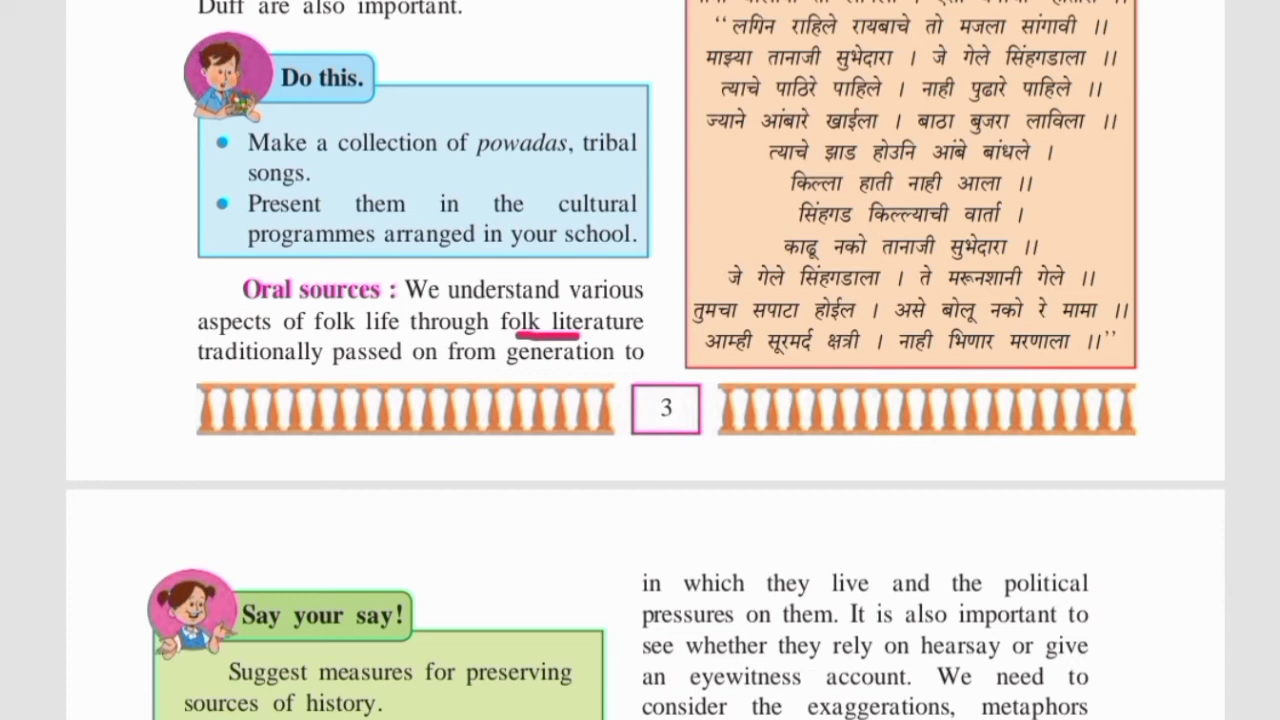 Duff are also important.
Do this.
Make a collection of powadas, tribal
songs.
Present them in the cultural
programmes arranged in your school.
Oral sources : We understand various
aspects of folk life through folk literature
traditionally passed on from generation to
“लगिन राहिले रायबाचे तो मजला सांगावी ।।
माझ्या तानाजी सुभेदारा । जे गेले सिंहगडाला ।।
त्याचे पाठिरे पाहिले । नाही पुढारे पाहिले ।।
ज्याने आंबारे खाईला । बाठा बुजरा लाविला ।।
त्याचे झाड होउनि आंबे बांधले ।
किल्ला हाती नाही आला ।।
सिंहगड किल्ल्याची वार्ता ।
काढू नको तानाजी सुभेदारा ।।
जे गेले सिंहगडाला । ते मरूनशानी गेले ।।
तुमचा सपाटा होईल । असे बोलू नको रे मामा ।।
आम्ही सूरमर्द क्षत्री । नाही भिणार मरणाला ।।”
3
Say your say!
Suggest measures for preserving
sources of history.
in which they live and the political
pressures on them. It is also important to
see whether they rely on hearsay or give
an eyewitness account. We need to
consider the exaggerations, metaphors